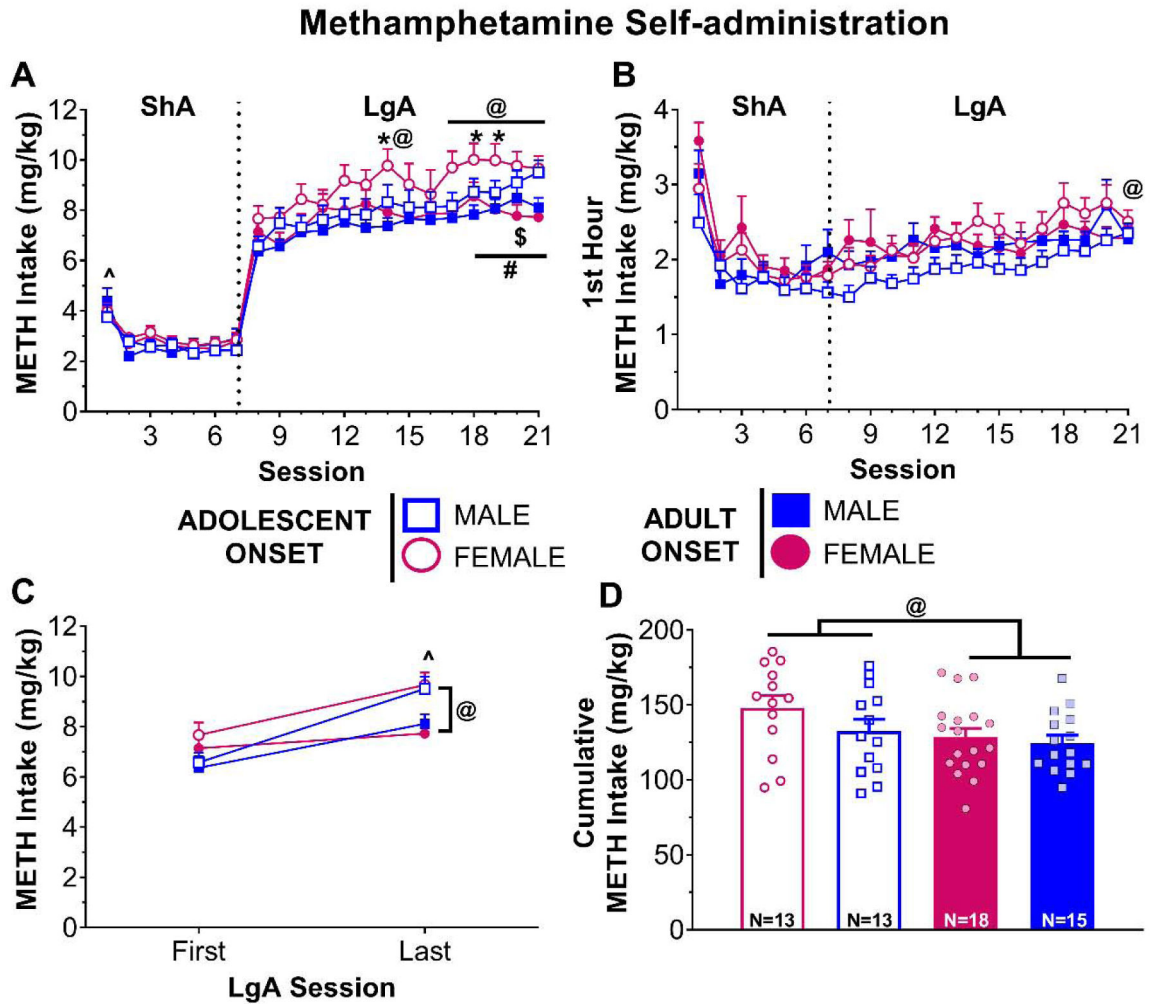 Methamphetamine Self-administration
A
ShA
LgA
@
*@
* *
$
#
^
METH Intake (mg/kg)
12
10
8
6
4
2
0
3 6 9 12 15 18 21
Session
B
ShA
LgA
@
1st Hour
METH Intake (mg/kg)
4
3
2
1
0
3 6 9 12 15 18 21
Session
ADOLESCENT
ONSET
MALE
FEMALE
ADULT
ONSET
MALE
FEMALE
C
METH Intake (mg/kg)
12
10
8
6
4
2
0
^
@
First Last
LgA Session
D
@
Cumulative
METH Intake (mg/kg)
200
150
100
50
0
N=13 N=13 N=18 N=15